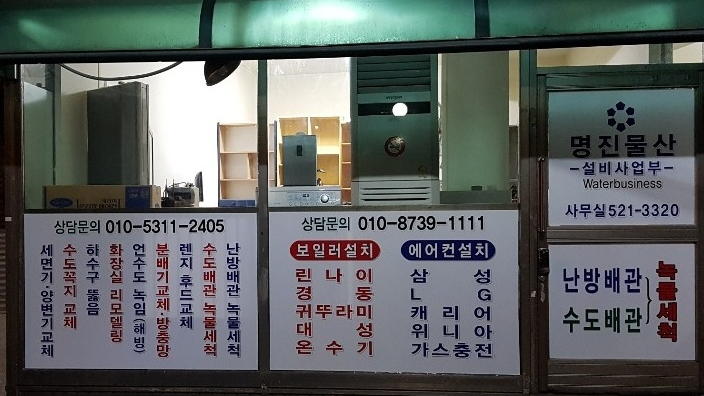 상담문의 010-5311-2405
난방배관 녹물세척
수도배관 녹물세척
렌지 후드교체
분배기교체·방충망
언수도 녹임(해빙)
화장실 리모델링
하수구 뚫음
수도꼭지 교체
세면기·양변기교체
상담문의 010-8739-1111
보일러설치
린나이
경동
귀뚜라미
대성
온수기
에어컨설치
삼성
LG
캐리어
위니아
가스충전
명진물산
-설비사업부-
Waterbusiness
사무실 521-3320
난방배관
수도배관
녹물세척